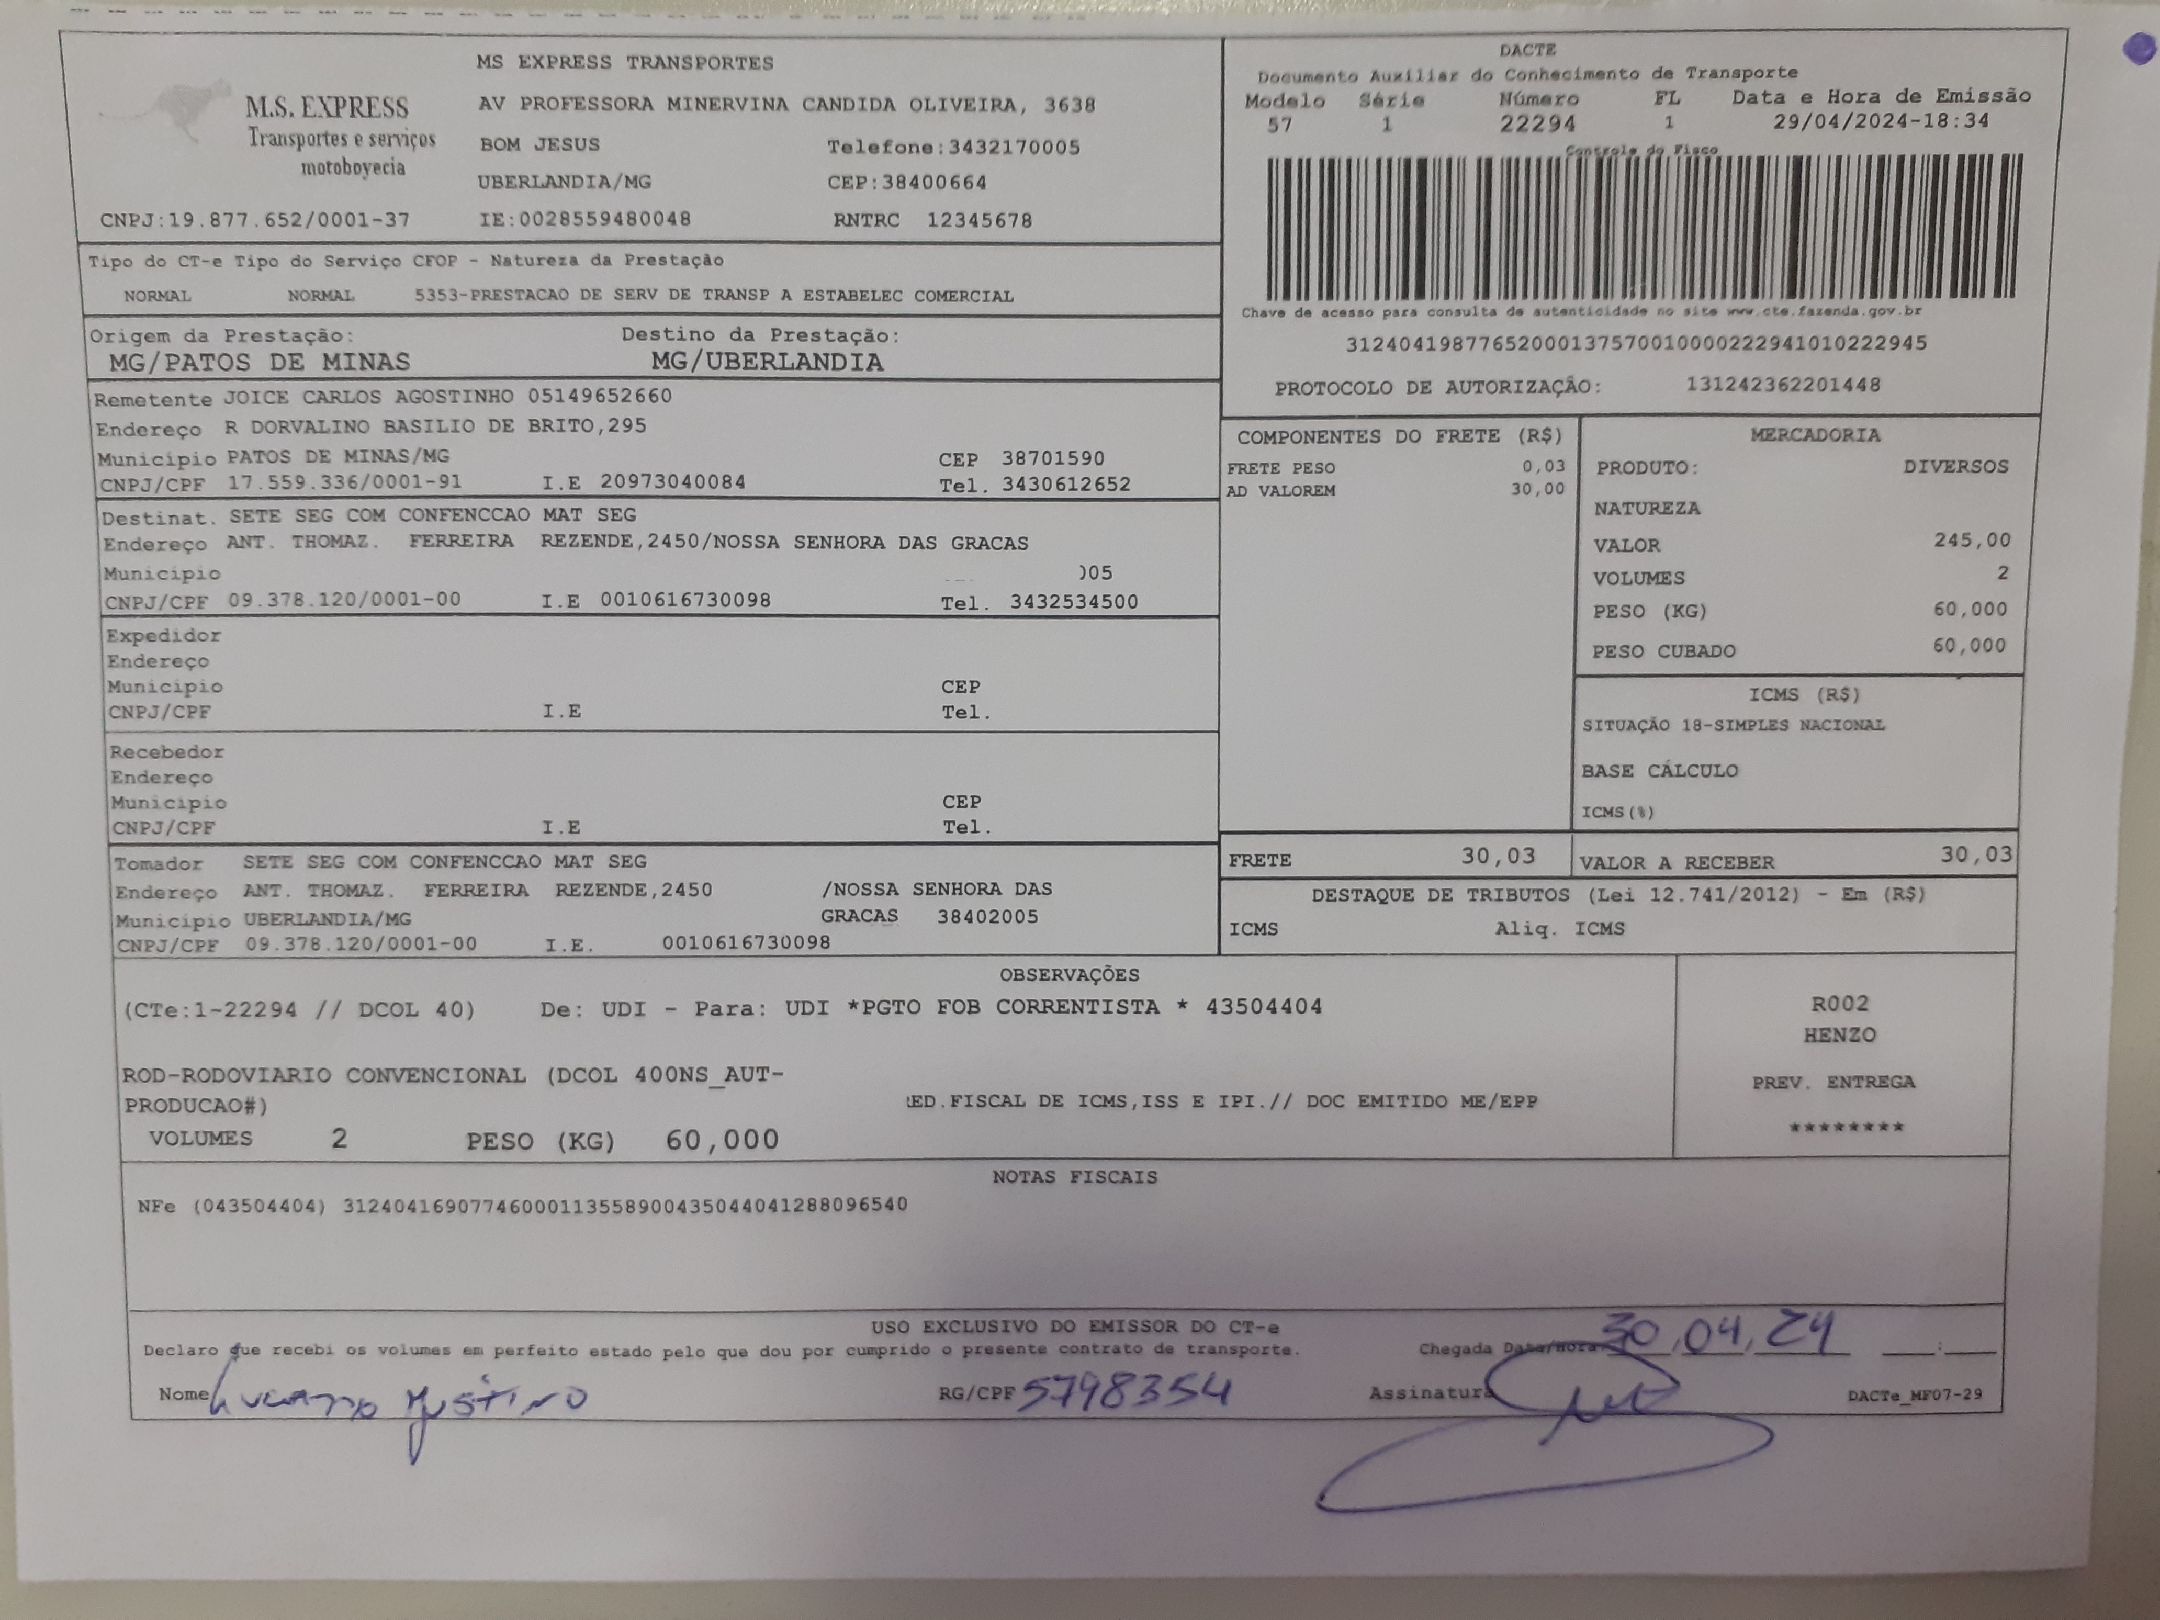 M.S. EXPRESS
Transportes e serviços
motoboyecia
CNPJ:19.877.652/0001-37
MS EXPRESS TRANSPORTES
AV PROFESSORA MINERVINA CANDIDA OLIVEIRA, 3638
BOM JESUS Telefone:3432170005
UBERLANDIA/MG CEP:38400664
IE:0028559480048 RNTRC 12345678
DACTE
Documento Auxiliar do Conhecimento de Transporte
Modelo Série Número FL Data e Hora de Emissão
57 1 22294 1 29/04/2024-18:34
Controle do Fisco
Chave de acesso para consulta de autenticidade no site www.cte.fazenda.gov.br
31240419877652000137570010000222941010222945
PROTOCOLO DE AUTORIZAÇÃO: 131242362201448
Tipo do CT-e Tipo do Serviço CFOP - Natureza da Prestação
NORMAL NORMAL 5353-PRESTACAO DE SERV DE TRANSP A ESTABELEC COMERCIAL
Origem da Prestação: Destino da Prestação:
MG/PATOS DE MINAS MG/UBERLANDIA
Remetente JOICE CARLOS AGOSTINHO 05149652660
Endereço R DORVALINO BASILIO DE BRITO,295
Município PATOS DE MINAS/MG CEP 38701590
CNPJ/CPF 17.559.336/0001-91 I.E 20973040084 Tel. 3430612652
Destinat. SETE SEG COM CONFENCCAO MAT SEG
Endereço ANT. THOMAZ. FERREIRA REZENDE,2450/NOSSA SENHORA DAS GRACAS
Município 005
CNPJ/CPF 09.378.120/0001-00 I.E 0010616730098 Tel. 3432534500
Expedidor
Endereço
Município CEP
CNPJ/CPF I.E Tel.
Recebedor
Endereço
Município CEP
CNPJ/CPF I.E Tel.
Tomador SETE SEG COM CONFENCCAO MAT SEG
Endereço ANT. THOMAZ. FERREIRA REZENDE,2450 /NOSSA SENHORA DAS
Município UBERLANDIA/MG GRACAS 38402005
CNPJ/CPF 09.378.120/0001-00 I.E. 0010616730098
COMPONENTES DO FRETE (R$)
FRETE PESO 0,03
AD VALOREM 30,00
MERCADORIA
PRODUTO: DIVERSOS
NATUREZA
VALOR 245,00
VOLUMES 2
PESO (KG) 60,000
PESO CUBADO 60,000
ICMS (R$)
SITUAÇÃO 18-SIMPLES NACIONAL
BASE CÁLCULO
ICMS(%)
FRETE 30,03 VALOR A RECEBER 30,03
DESTAQUE DE TRIBUTOS (Lei 12.741/2012) - Em (R$)
ICMS Aliq. ICMS
OBSERVAÇÕES
(CTe:1-22294 // DCOL 40) De: UDI - Para: UDI *PGTO FOB CORRENTISTA * 43504404
ROD-RODOVIARIO CONVENCIONAL (DCOL 400NS_AUT-
PRODUCAO#) ED.FISCAL DE ICMS,ISS E IPI.// DOC EMITIDO ME/EPP
VOLUMES 2 PESO (KG) 60,000
R002
HENZO
PREV. ENTREGA
********
NOTAS FISCAIS
NFe (043504404) 31240416907746000113558900435044041288096540
USO EXCLUSIVO DO EMISSOR DO CT-e
Declaro que recebi os volumes em perfeito estado pelo que dou por cumprido o presente contrato de transporte. Chegada Data/Hora 30,04,24 :
Nome RG/CPF 5798354 Assinatura DACTe_MF07-29